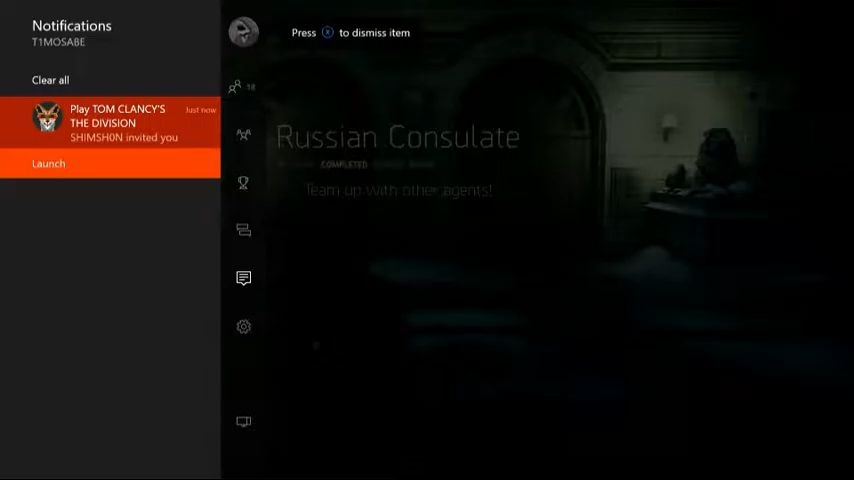 Notifications
T1MOSABE
Clear all
Play TOM CLANCY'S
THE DIVISION
Just now
SHIMSH0N invited you
Launch
Press X to dismiss item
18
Russian Consulate
COMPLETED
Team up with other agents!